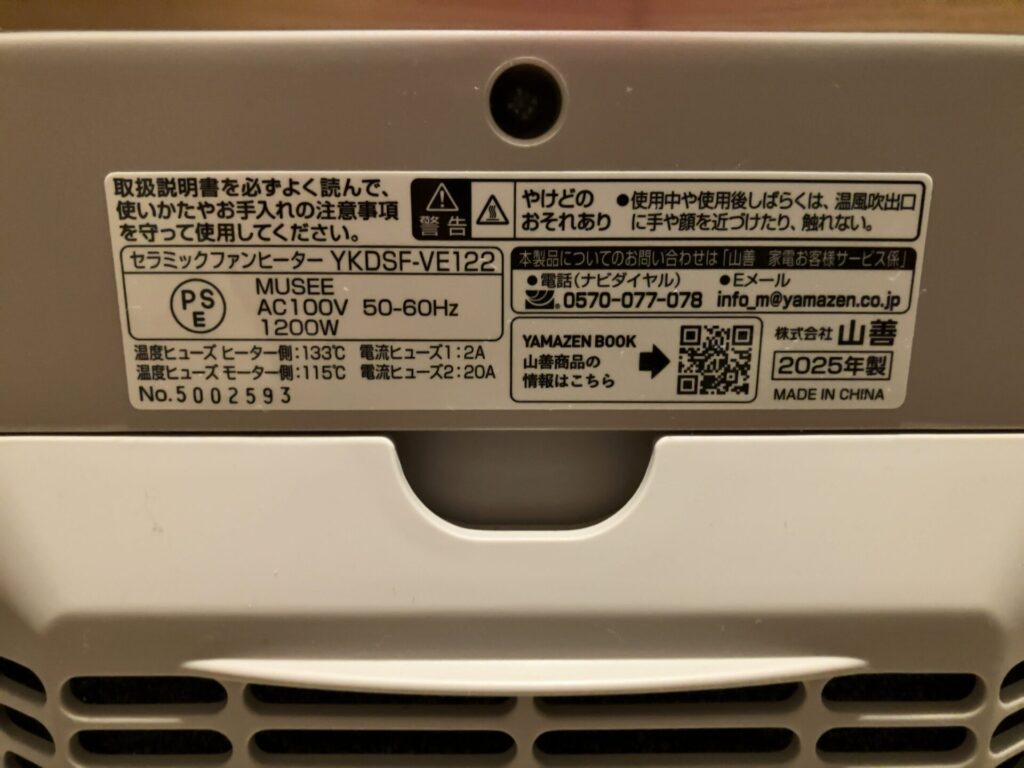 取扱説明書を必ずよく読んで、
使いかたやお手入れの注意事項
を守って使用してください。
警告
やけどの
おそれあり
●使用中や使用後しばらくは、温風吹出口
に手や顔を近づけたり、触れない。
セラミックファンヒーター YKDSF-VE122
PS
E
MUSEE
AC100V 50-60Hz
1200W
温度ヒューズ ヒーター側:133℃ 電流ヒューズ1:2A
温度ヒューズ モーター側:115℃ 電流ヒューズ2:20A
No.5002593
本製品についてのお問い合わせは「山善 家電お客様サービス係」
●電話(ナビダイヤル) ●Eメール
0570-077-078 info_m@yamazen.co.jp
YAMAZEN BOOK
山善商品の
情報はこちら
株式会社 山善
2025年製
MADE IN CHINA